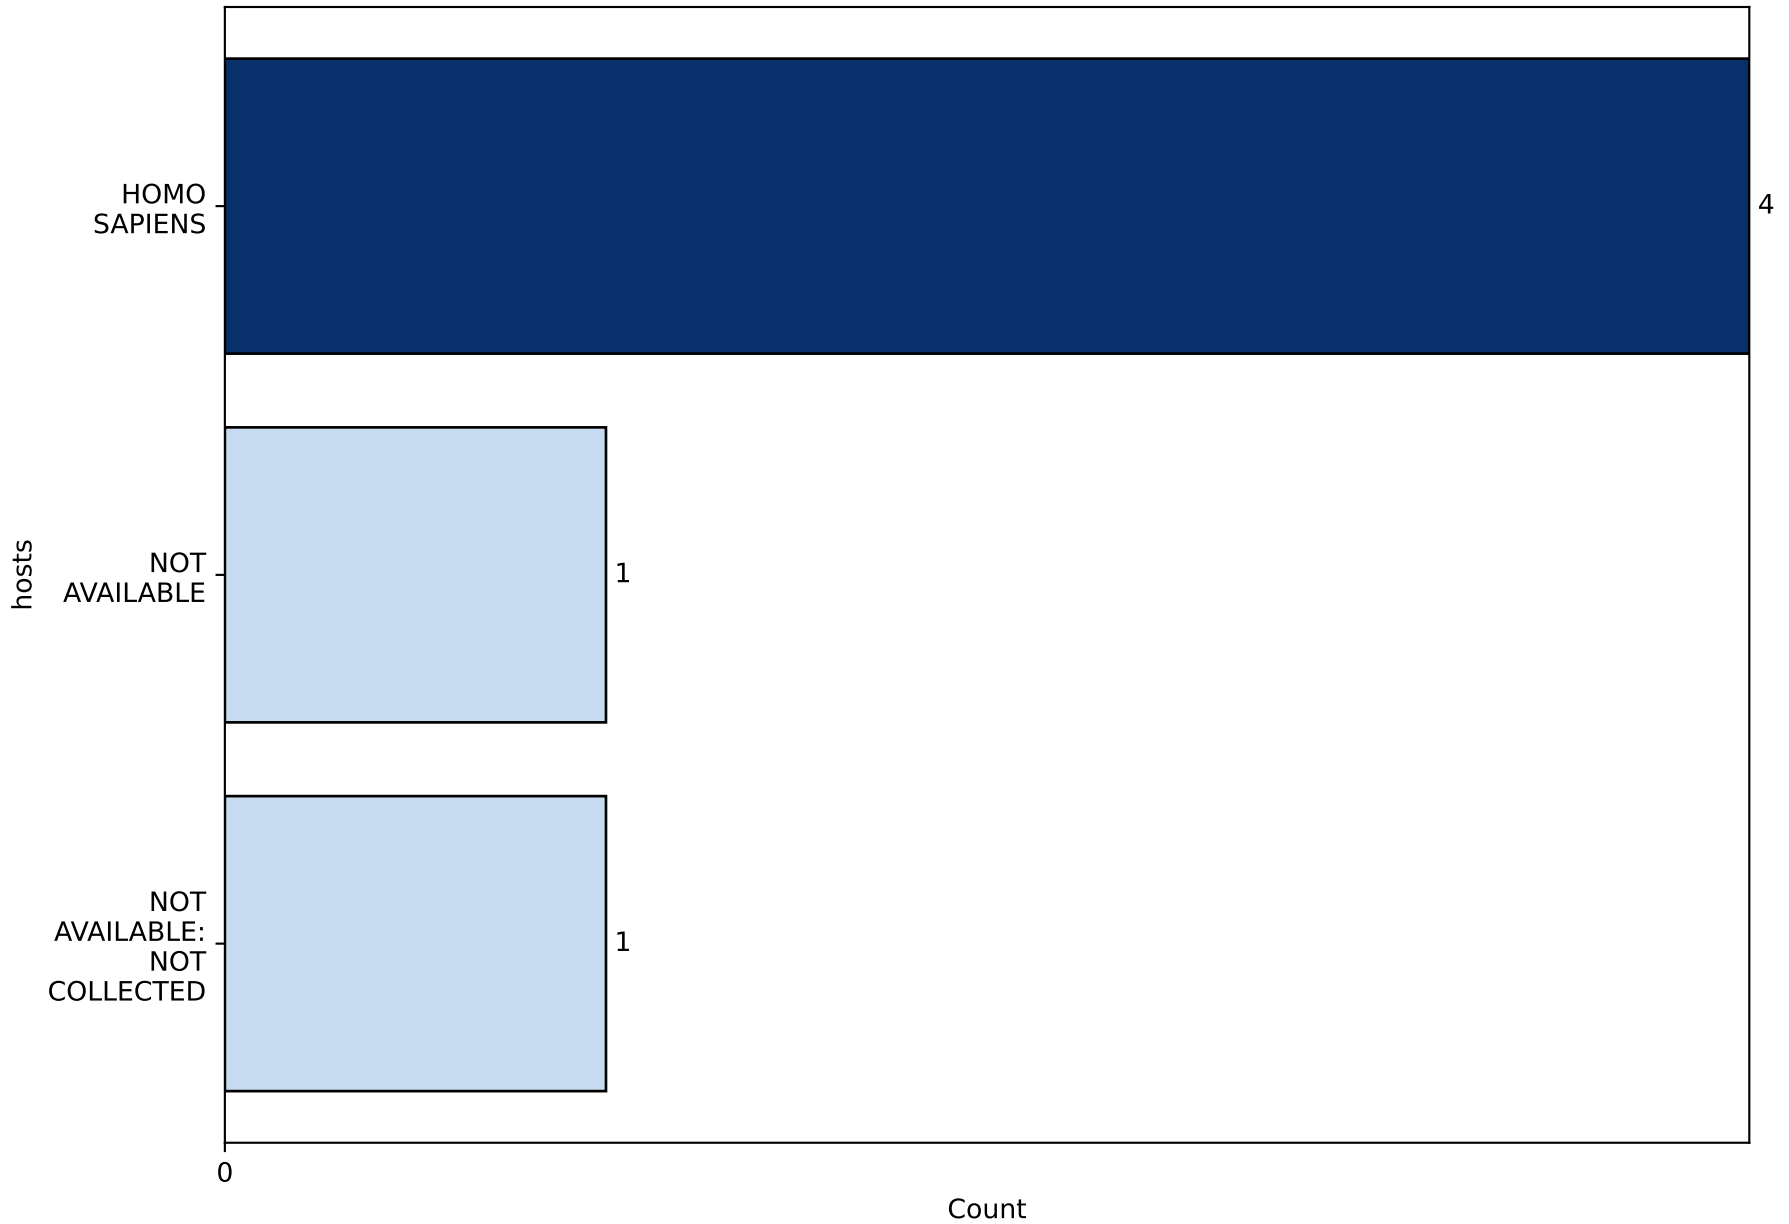 HOMO
SAPIENS
4
NOT
AVAILABLE
1
NOT
AVAILABLE:
NOT
COLLECTED
1
hosts
0
Count